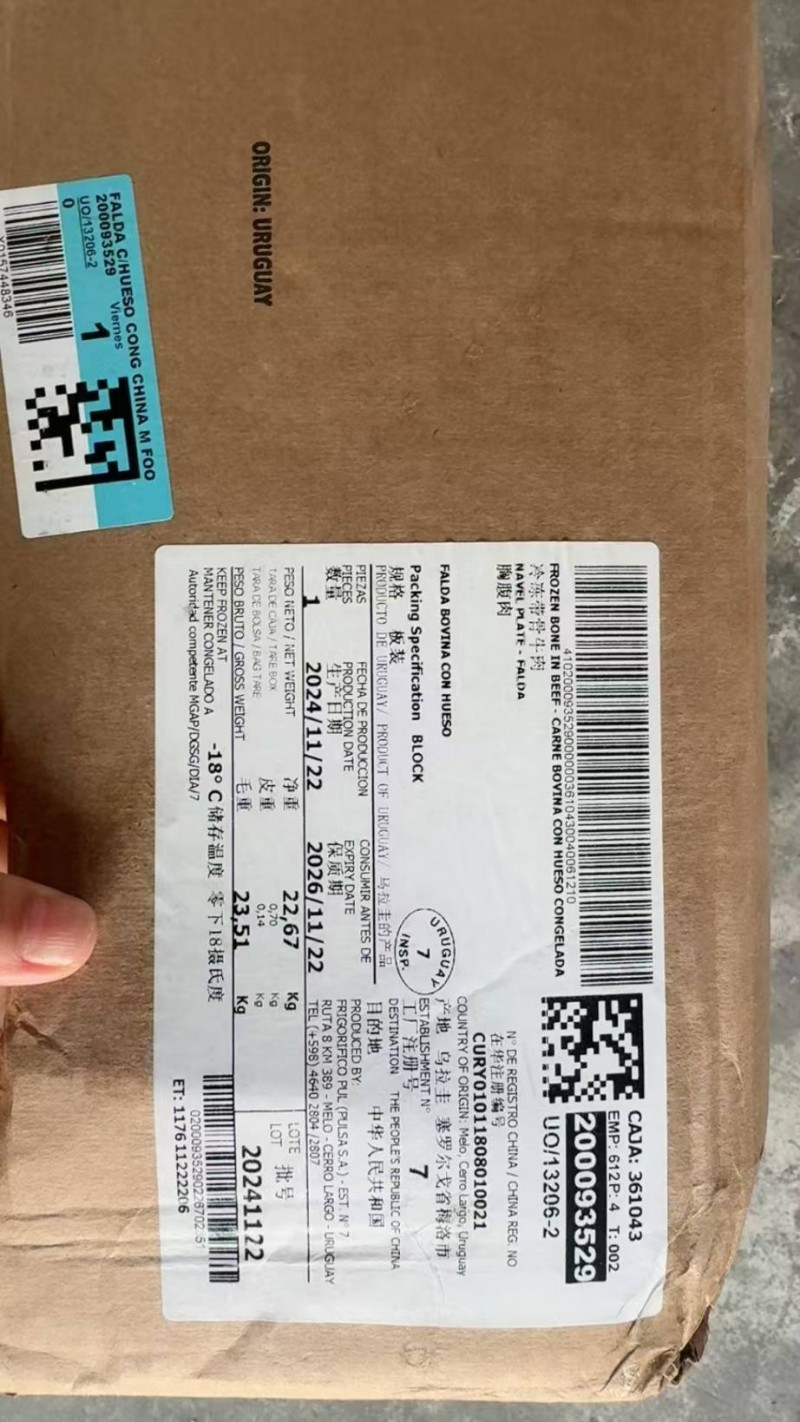 ORIGIN: URUGUAY
FALDA C/HUESO CONG CHINA M FOO
200093529
Viernes
UO/13206-2
1
0
4102000935290000003610430040061210
FROZEN BONE IN BEEF - CARNE BOVINA CON HUESO CONGELADA
冷冻带骨牛肉
NAVEL PLATE - FALDA
胸腹肉
FALDA BOVINA CON HUESO
Packing Specification BLOCK
规格 板装
PRODUCTO DE URUGUAY/ PRODUCT OF URUGUAY/ 乌拉圭的产品
URUGUAY
7
INSP.
PIEZAS FECHA DE PRODUCCION CONSUMIR ANTES DE
PIECES PRODUCTION DATE EXPIRY DATE
数量 生产日期 保质期
1 2024/11/22 2026/11/22
PESO NETO / NET WEIGHT 净重 22,67 Kg
TARA DE CAJA / TARE BOX 皮重 0,70 Kg
TARA DE BOLSA / BAG TARE 0,14 Kg
PESO BRUTO / GROSS WEIGHT 毛重 23,51 Kg
KEEP FROZEN AT
MANTENER CONGELADO A -18° C 储存温度 零下18摄氏度
Autoridad competente MGAP/DGSG/DIA/7
CAJA: 361043
EMP: 612P: 4 T: 002
200093529
UO/13206-2
N° DE REGISTRO CHINA / CHINA REG. NO
在华注册编号
CURY01011808010021
COUNTRY OF ORIGIN: Melo, Cerro Largo, Uruguay
产地 乌拉圭 塞罗尔戈省梅洛市
ESTABLISHMENT N°
工厂注册号 7
DESTINATION THE PEOPLE'S REPUBLIC OF CHINA
目的地 中华人民共和国
PRODUCED BY:
FRIGORIFICO PUL (PULSA S.A.) - EST. N° 7
RUTA 8 KM 389 - MELO - CERRO LARGO - URUGUAY
TEL (+598) 4640 2804 /2807
LOTE 批号
LOT
20241122
ET: 117611222206